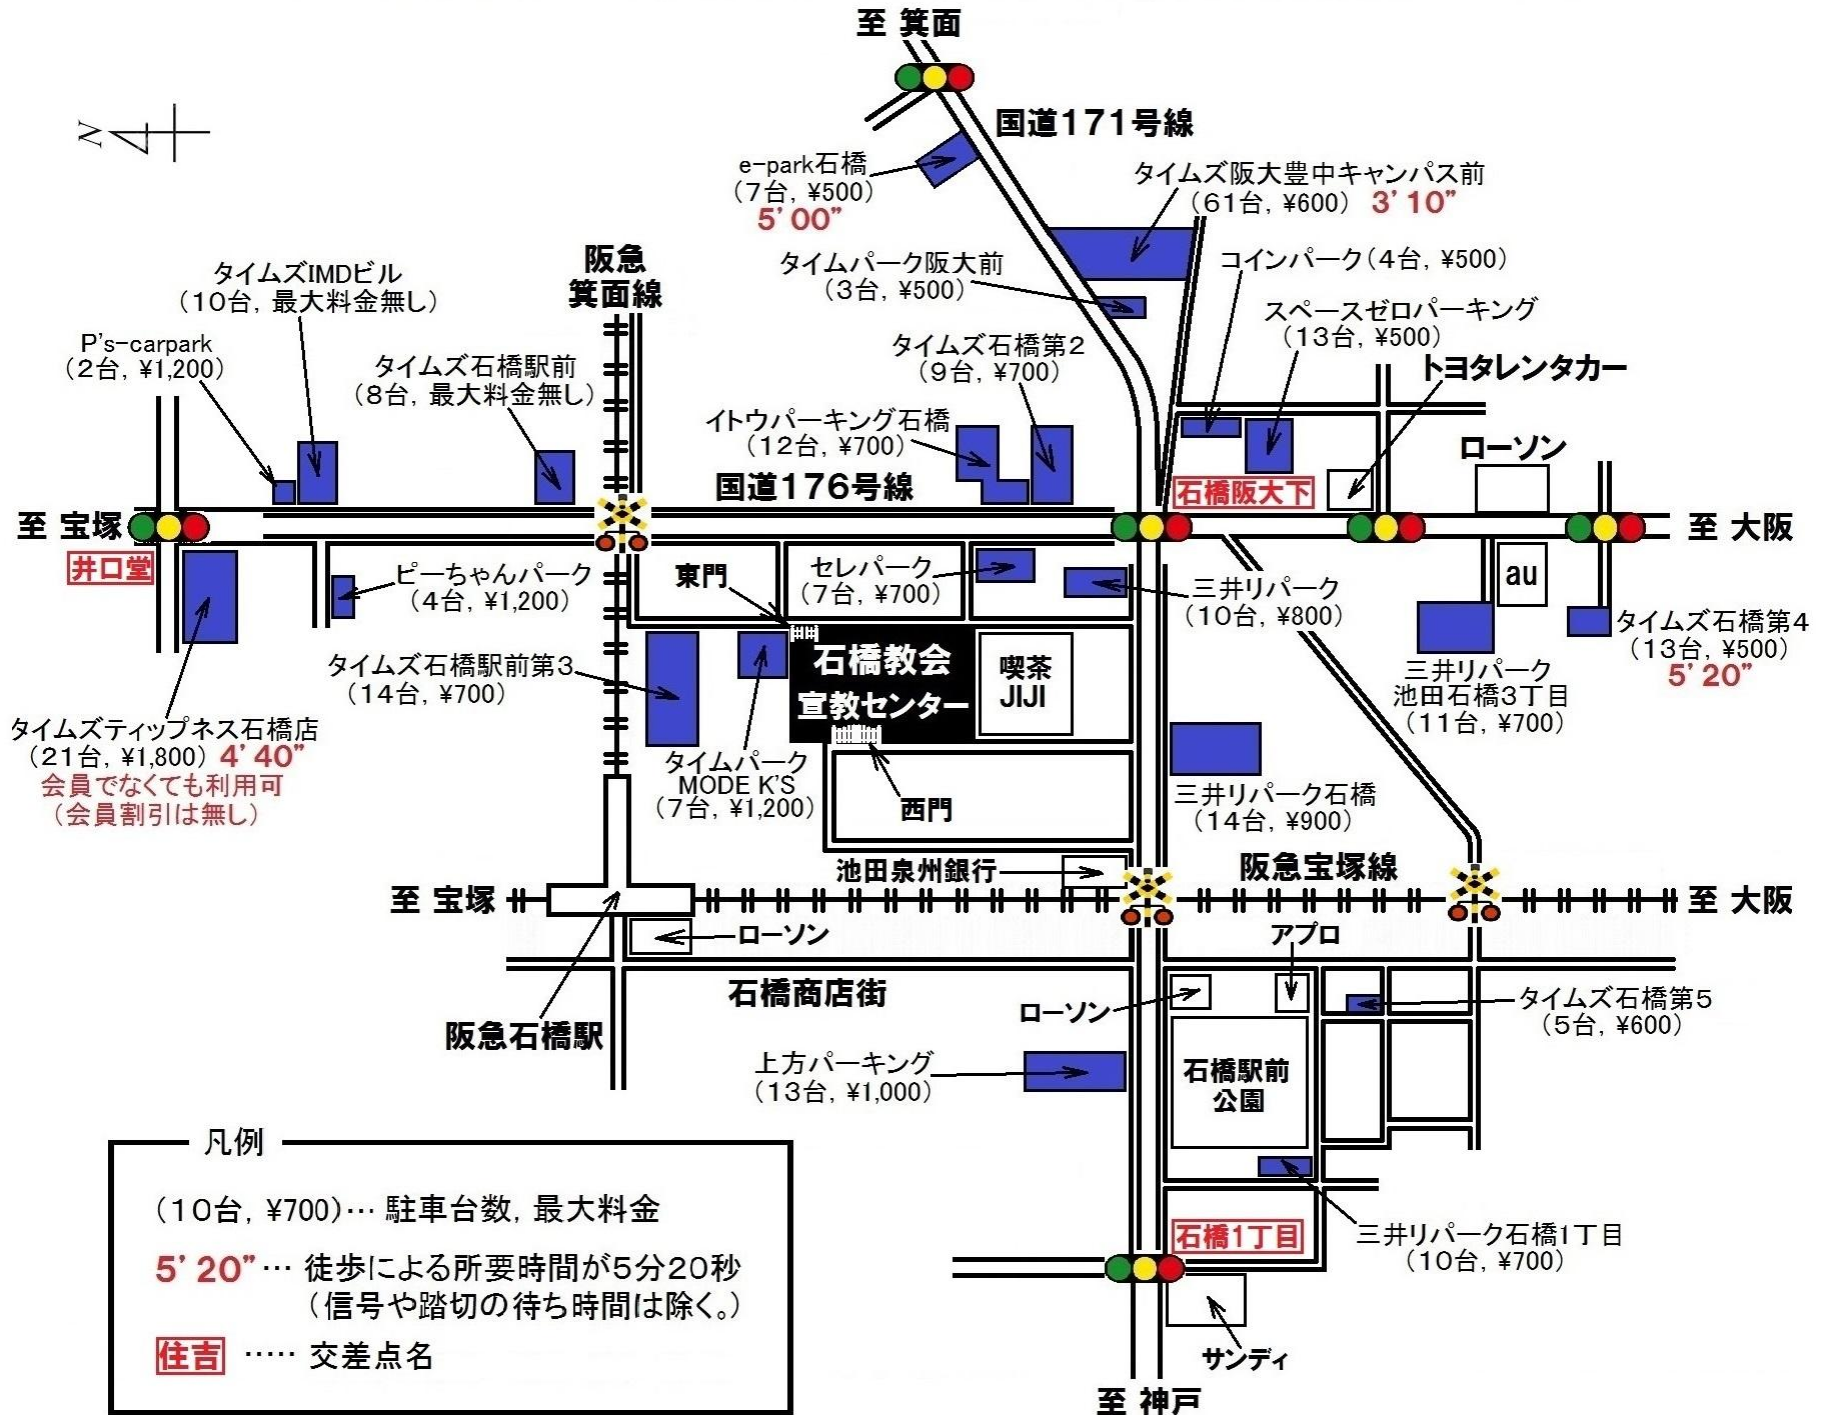 至 箕面
国道171号線
N
e-park石橋
(7台, ¥500)
5’00”
タイムズ阪大豊中キャンパス前
(61台, ¥600) 3’10”
阪急
箕面線
タイムパーク阪大前
(3台, ¥500)
コインパーク(4台, ¥500)
タイムズIMDビル
(10台, 最大料金無し)
スペースゼロパーキング
(13台, ¥500)
P's-carpark
(2台, ¥1,200)
タイムズ石橋駅前
(8台, 最大料金無し)
タイムズ石橋第2
(9台, ¥700)
トヨタレンタカー
イトウパーキング石橋
(12台, ¥700)
ローソン
国道176号線
石橋阪大下
至 宝塚
至 大阪
井口堂
ピーちゃんパーク
(4台, ¥1,200)
東門
セレパーク
(7台, ¥700)
三井リパーク
(10台, ¥800)
au
タイムズ石橋第4
(13台, ¥500)
5’20”
タイムズ石橋駅前第3
(14台, ¥700)
石橋教会
宣教センター
喫茶
JIJI
三井リパーク
池田石橋3丁目
(11台, ¥700)
タイムズティップネス石橋店
(21台, ¥1,800) 4’40”
会員でなくても利用可
(会員割引は無し)
タイムパーク
MODE K'S
(7台, ¥1,200)
西門
三井リパーク石橋
(14台, ¥900)
池田泉州銀行
阪急宝塚線
至 宝塚
至 大阪
ローソン
アプロ
石橋商店街
ローソン
タイムズ石橋第5
(5台, ¥600)
阪急石橋駅
上方パーキング
(13台, ¥1,000)
石橋駅前
公園
凡例
(10台, ¥700)… 駐車台数, 最大料金
5’20”… 徒歩による所要時間が5分20秒
(信号や踏切の待ち時間は除く。)
住吉 ····· 交差点名
石橋1丁目
三井リパーク石橋1丁目
(10台, ¥700)
サンディ
至 神戸